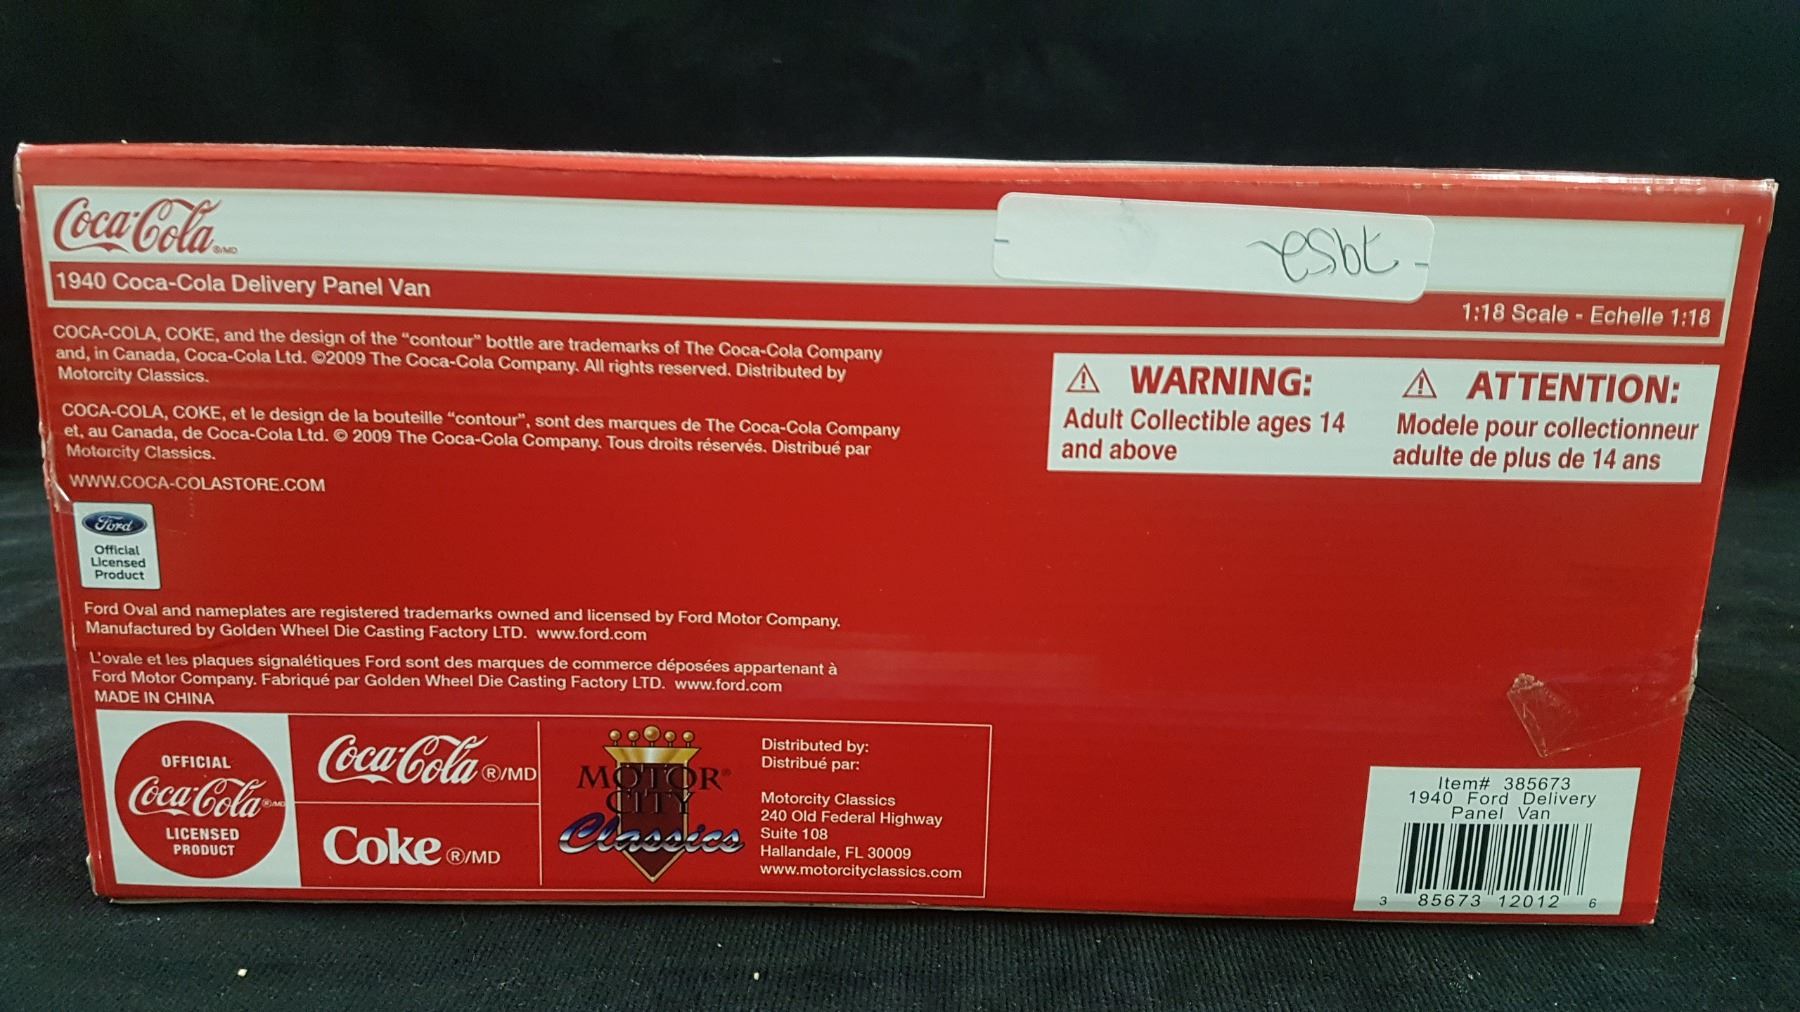 Coca-Cola ®/MD
1940 Coca-Cola Delivery Panel Van
1:18 Scale - Echelle 1:18
COCA-COLA, COKE, and the design of the "contour" bottle are trademarks of The Coca-Cola Company
and, in Canada, Coca-Cola Ltd. ©2009 The Coca-Cola Company. All rights reserved. Distributed by
Motorcity Classics.
COCA-COLA, COKE, et le design de la bouteille "contour", sont des marques de The Coca-Cola Company
et, au Canada, de Coca-Cola Ltd. © 2009 The Coca-Cola Company. Tous droits réservés. Distribué par
Motorcity Classics.
WWW.COCA-COLASTORE.COM
WARNING:
Adult Collectible ages 14
and above
ATTENTION:
Modele pour collectionneur
adulte de plus de 14 ans
Ford
Official
Licensed
Product
Ford Oval and nameplates are registered trademarks owned and licensed by Ford Motor Company.
Manufactured by Golden Wheel Die Casting Factory LTD. www.ford.com
L'ovale et les plaques signalétiques Ford sont des marques de commerce déposées appartenant à
Ford Motor Company. Fabriqué par Golden Wheel Die Casting Factory LTD. www.ford.com
MADE IN CHINA
OFFICIAL
Coca-Cola ®/MD
LICENSED
PRODUCT
Coca-Cola ®/MD
Coke ®/MD
MOTOR®
CITY
Classics
Distributed by:
Distribué par:
Motorcity Classics
240 Old Federal Highway
Suite 108
Hallandale, FL 30009
www.motorcityclassics.com
Item# 385673
1940 Ford Delivery
Panel Van
3 85673 12012 6